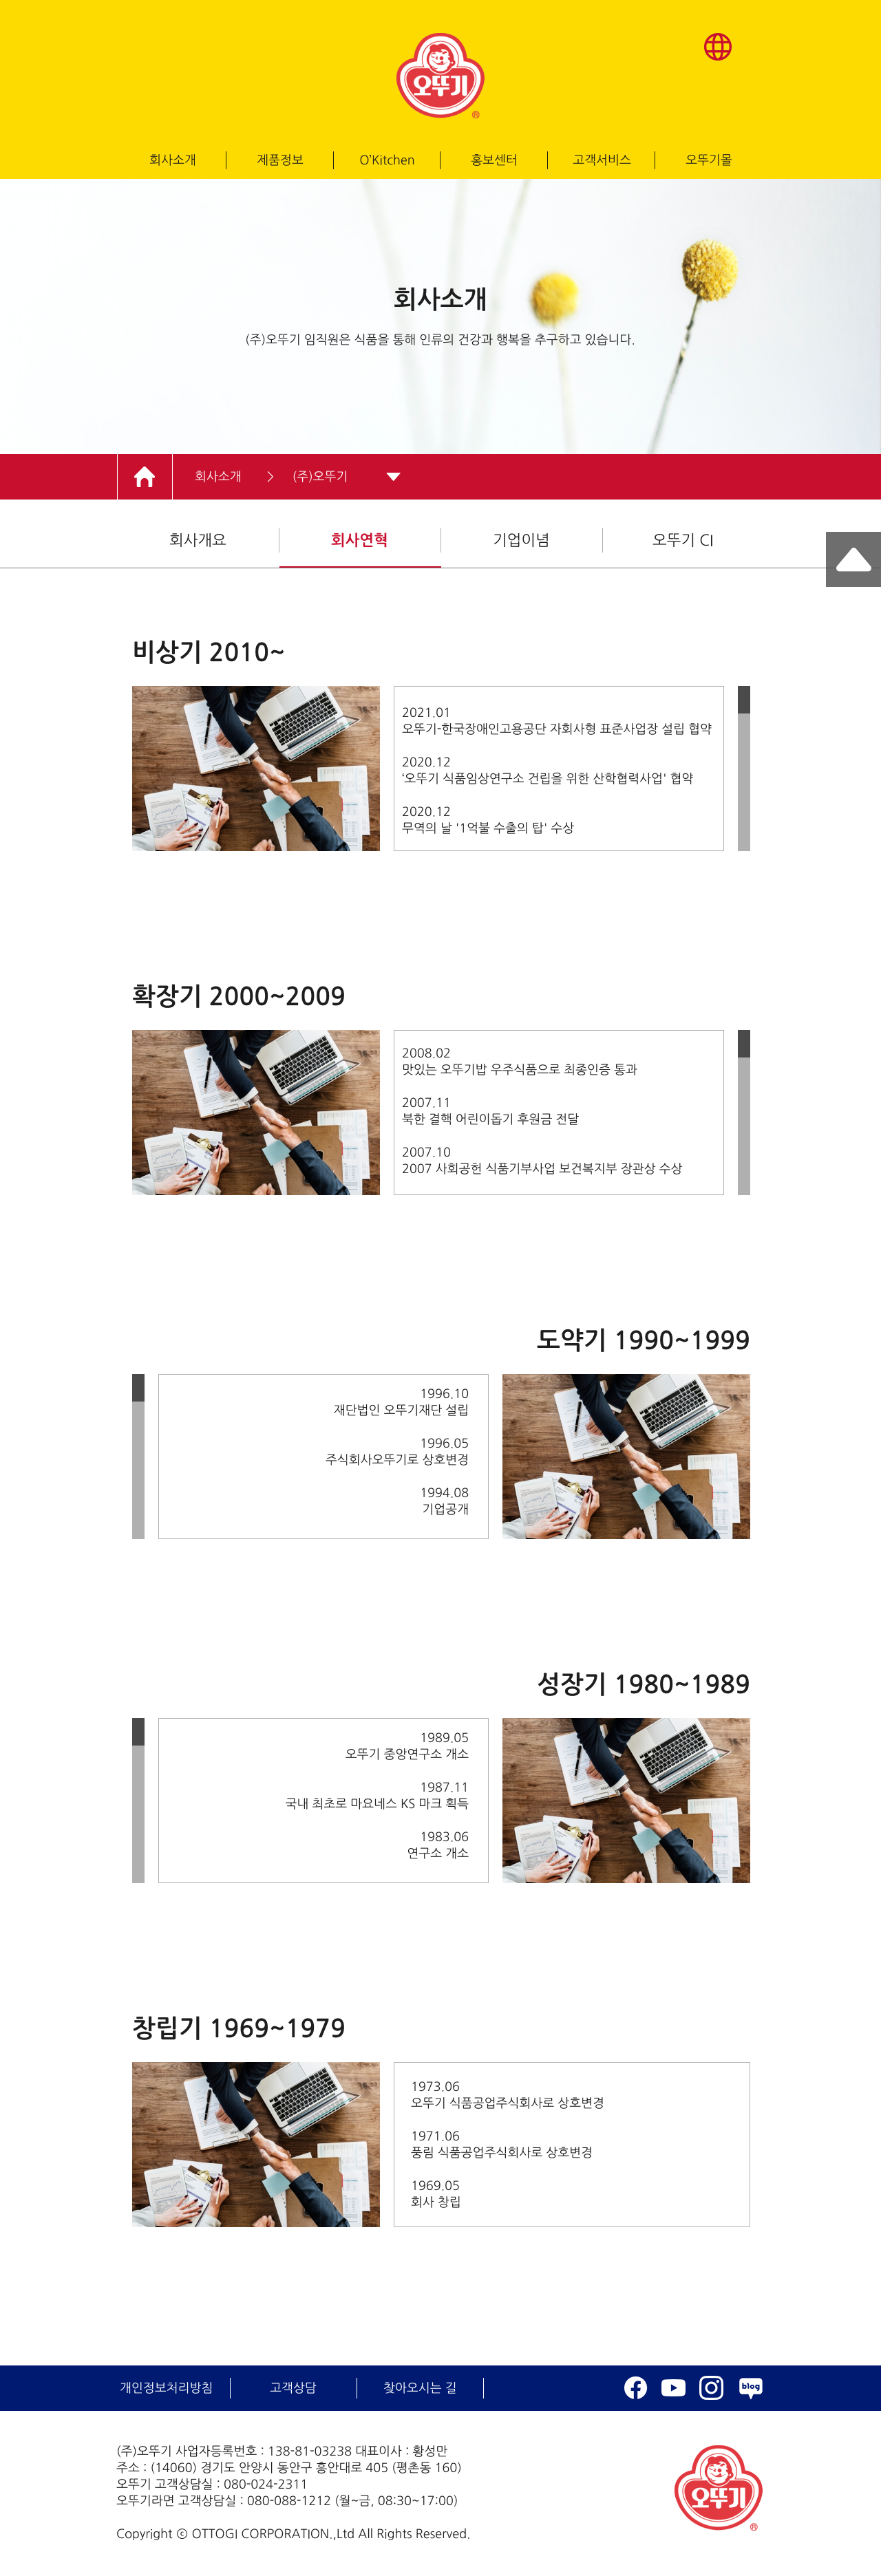 오뚜기
®
회사소개
제품정보
O'Kitchen
홍보센터
고객서비스
오뚜기몰
회사소개
(주)오뚜기 임직원은 식품을 통해 인류의 건강과 행복을 추구하고 있습니다.
회사소개 > (주)오뚜기
회사개요
회사연혁
기업이념
오뚜기 CI
비상기 2010~
2021.01
오뚜기-한국장애인고용공단 자회사형 표준사업장 설립 협약
2020.12
'오뚜기 식품임상연구소 건립을 위한 산학협력사업' 협약
2020.12
무역의 날 '1억불 수출의 탑' 수상
확장기 2000~2009
2008.02
맛있는 오뚜기밥 우주식품으로 최종인증 통과
2007.11
북한 결핵 어린이돕기 후원금 전달
2007.10
2007 사회공헌 식품기부사업 보건복지부 장관상 수상
도약기 1990~1999
1996.10
재단법인 오뚜기재단 설립
1996.05
주식회사오뚜기로 상호변경
1994.08
기업공개
성장기 1980~1989
1989.05
오뚜기 중앙연구소 개소
1987.11
국내 최초로 마요네스 KS 마크 획득
1983.06
연구소 개소
창립기 1969~1979
1973.06
오뚜기 식품공업주식회사로 상호변경
1971.06
풍림 식품공업주식회사로 상호변경
1969.05
회사 창립
개인정보처리방침
고객상담
찾아오시는 길
blog
(주)오뚜기 사업자등록번호 : 138-81-03238 대표이사 : 황성만
주소 : (14060) 경기도 안양시 동안구 흥안대로 405 (평촌동 160)
오뚜기 고객상담실 : 080-024-2311
오뚜기라면 고객상담실 : 080-088-1212 (월~금, 08:30~17:00)
Copyright ⓒ OTTOGI CORPORATION.,Ltd All Rights Reserved.
오뚜기
®